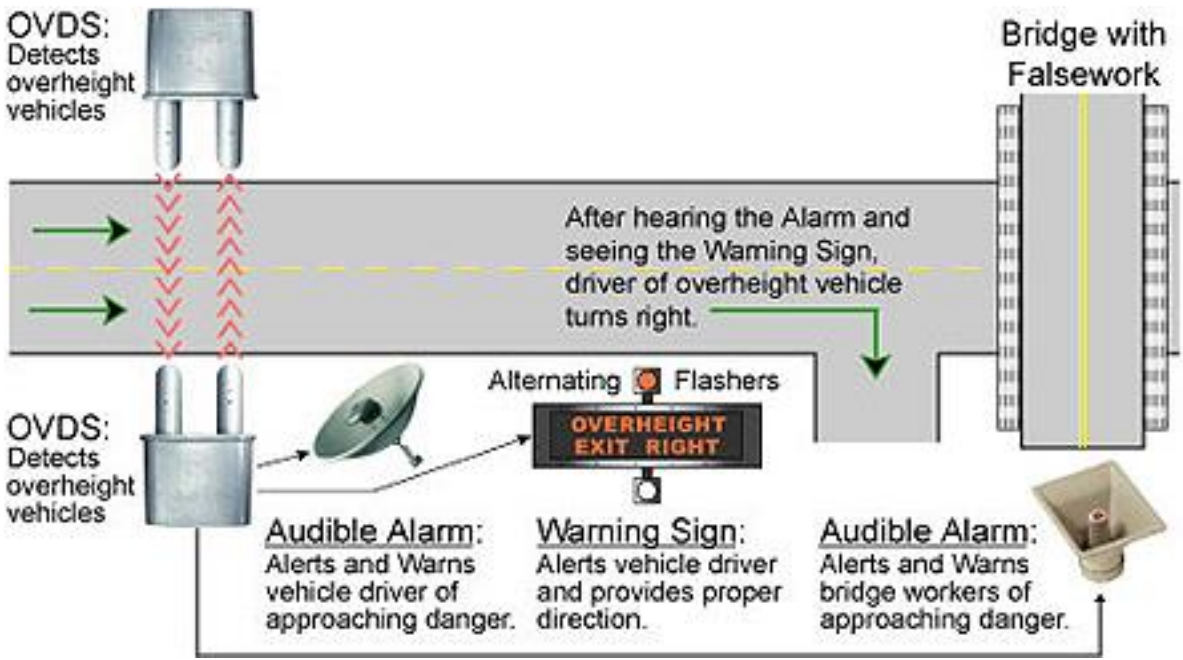 OVDS:
Detects
overheight
vehicles
Bridge with
Falsework
After hearing the Alarm and
seeing the Warning Sign,
driver of overheight vehicle
turns right.
OVDS:
Detects
overheight
vehicles
Alternating Flashers
OVERHEIGHT
EXIT RIGHT
Audible Alarm:
Alerts and Warns
vehicle driver of
approaching danger.
Warning Sign:
Alerts vehicle driver
and provides proper
direction.
Audible Alarm:
Alerts and Warns
bridge workers of
approaching danger.